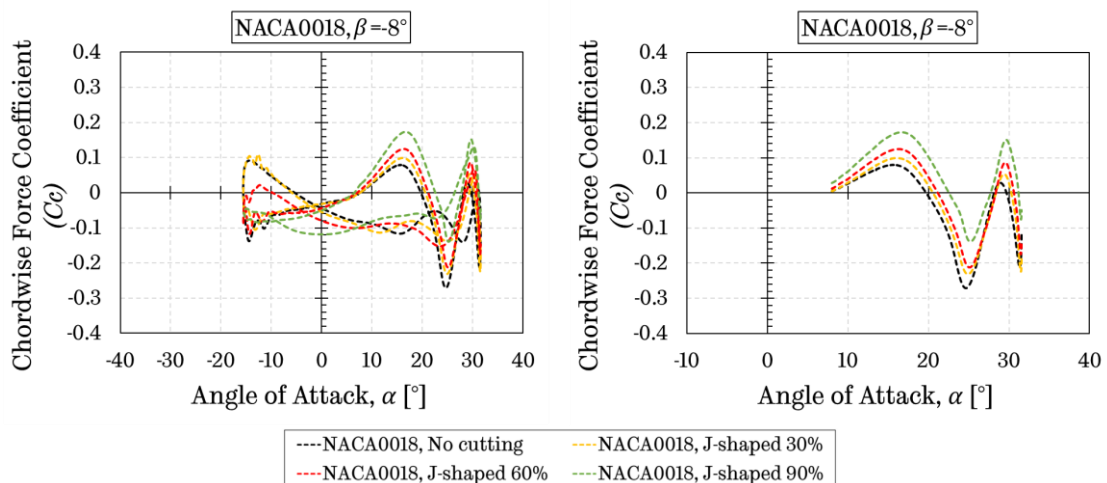 NACA0018, β=-8°
Chordwise Force Coefficient
(Cc)
0.4
0.3
0.2
0.1
0
-0.1
-0.2
-0.3
-0.4
-40 -30 -20 -10 0 10 20 30 40
Angle of Attack, α [°]
NACA0018, β=-8°
Chordwise Force Coefficient
(Cc)
0.4
0.3
0.2
0.1
0
-0.1
-0.2
-0.3
-0.4
-10 0 10 20 30 40
Angle of Attack, α [°]
NACA0018, No cutting
NACA0018, J-shaped 30%
NACA0018, J-shaped 60%
NACA0018, J-shaped 90%